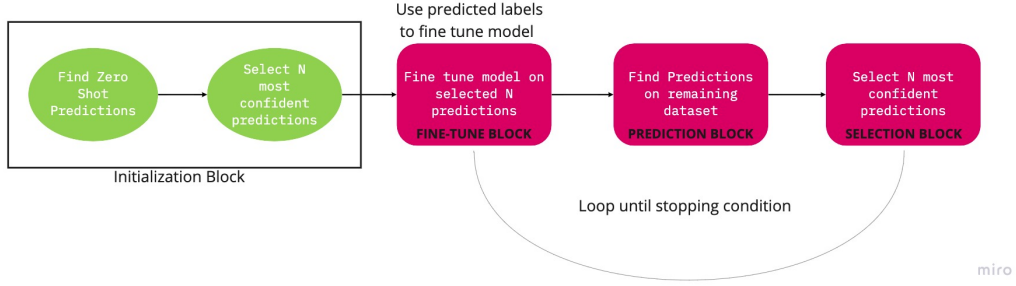 Use predicted labels
to fine tune model
Find Zero
Shot
Predictions
Select N
most
confident
predictions
Initialization Block
Fine tune model on
selected N
predictions
FINE-TUNE BLOCK
Find Predictions
on remaining
dataset
PREDICTION BLOCK
Select N most
confident
predictions
SELECTION BLOCK
Loop until stopping condition
miro